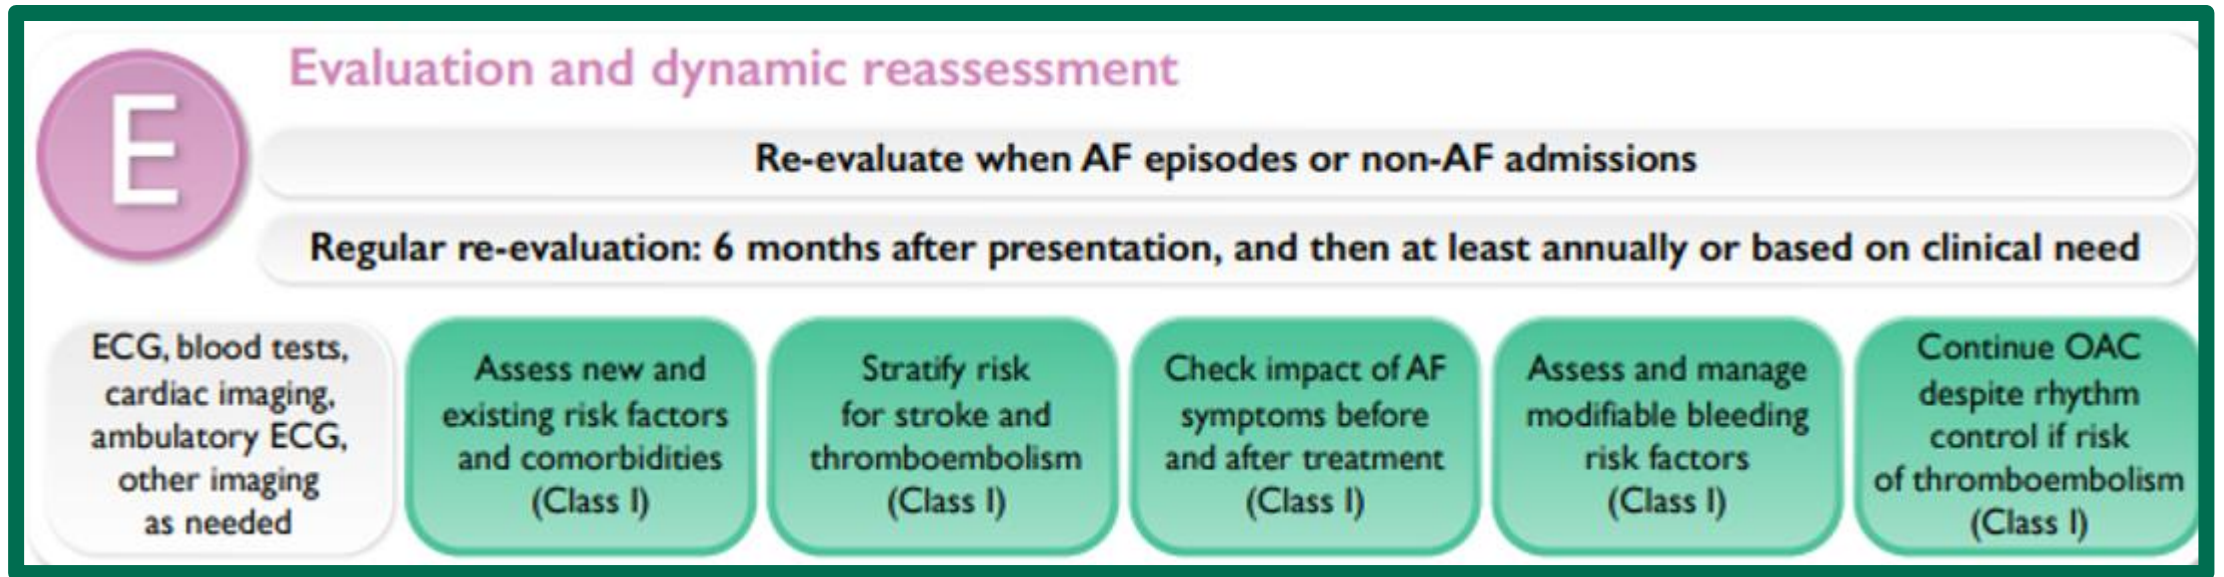 E
Evaluation and dynamic reassessment
Re-evaluate when AF episodes or non-AF admissions
Regular re-evaluation: 6 months after presentation, and then at least annually or based on clinical need
ECG, blood tests,
cardiac imaging,
ambulatory ECG,
other imaging
as needed
Assess new and
existing risk factors
and comorbidities
(Class I)
Stratify risk
for stroke and
thromboembolism
(Class I)
Check impact of AF
symptoms before
and after treatment
(Class I)
Assess and manage
modifiable bleeding
risk factors
(Class I)
Continue OAC
despite rhythm
control if risk
of thromboembolism
(Class I)